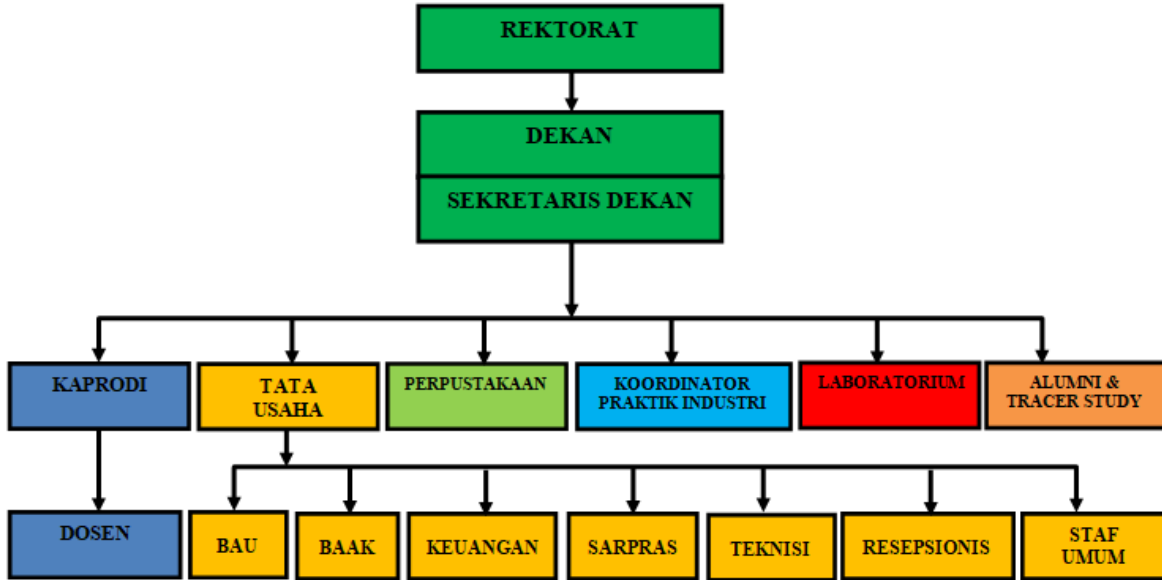 REKTORAT
DEKAN
SEKRETARIS DEKAN
KAPRODI
TATA
USAHA
PERPUSTAKAAN
KOORDINATOR
PRAKTIK INDUSTRI
LABORATORIUM
ALUMNI &
TRACER STUDY
DOSEN
BAU
BAAK
KEUANGAN
SARPRAS
TEKNISI
RESEPSIONIS
STAF
UMUM